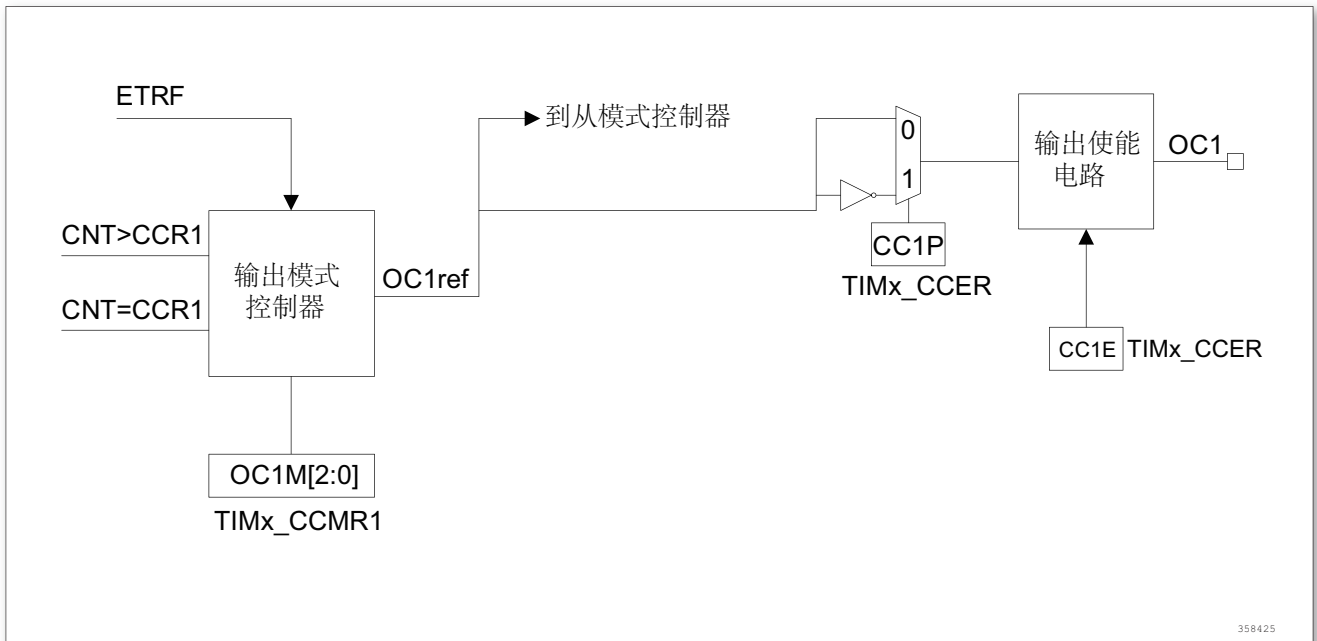 ETRF
到从模式控制器
0
1
输出使能
电路
OC1
CNT>CCR1
CNT=CCR1
输出模式
控制器
OC1ref
CC1P
TIMx_CCER
CC1E
TIMx_CCER
OC1M[2:0]
TIMx_CCMR1
358425